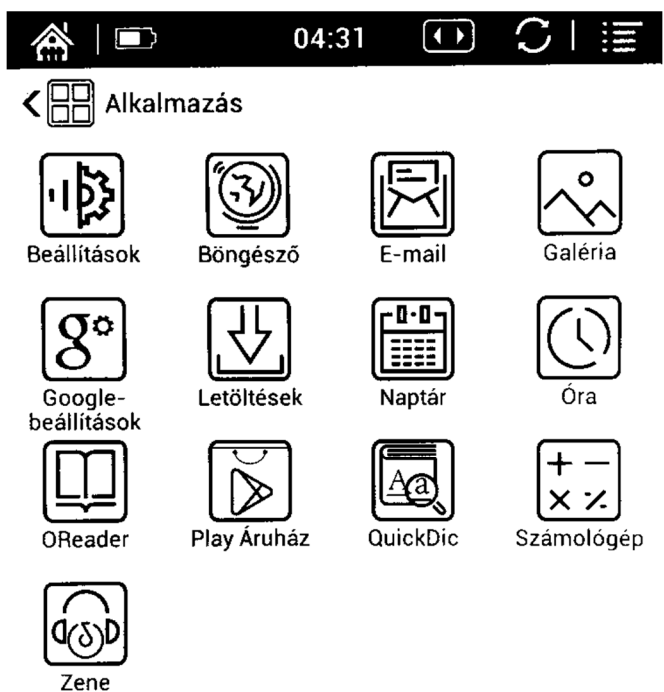 04:31
Alkalmazás
Beállítások Böngésző E-mail Galéria
Google-
beállítások Letöltések Naptár Óra
OReader Play Áruház QuickDic Számológép
Zene